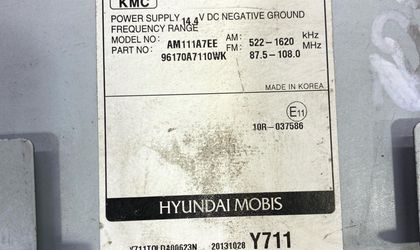 KMC
POWER SUPPLY 14.4V DC NEGATIVE GROUND
FREQUENCY RANGE
MODEL NO: AM111A7EE AM: 522-1620 kHz
PART NO: 96170A7110WK FM: 87.5-108.0 MHz
MADE IN KOREA
E11
10R-037586
HYUNDAI MOBIS
20131028 Y711